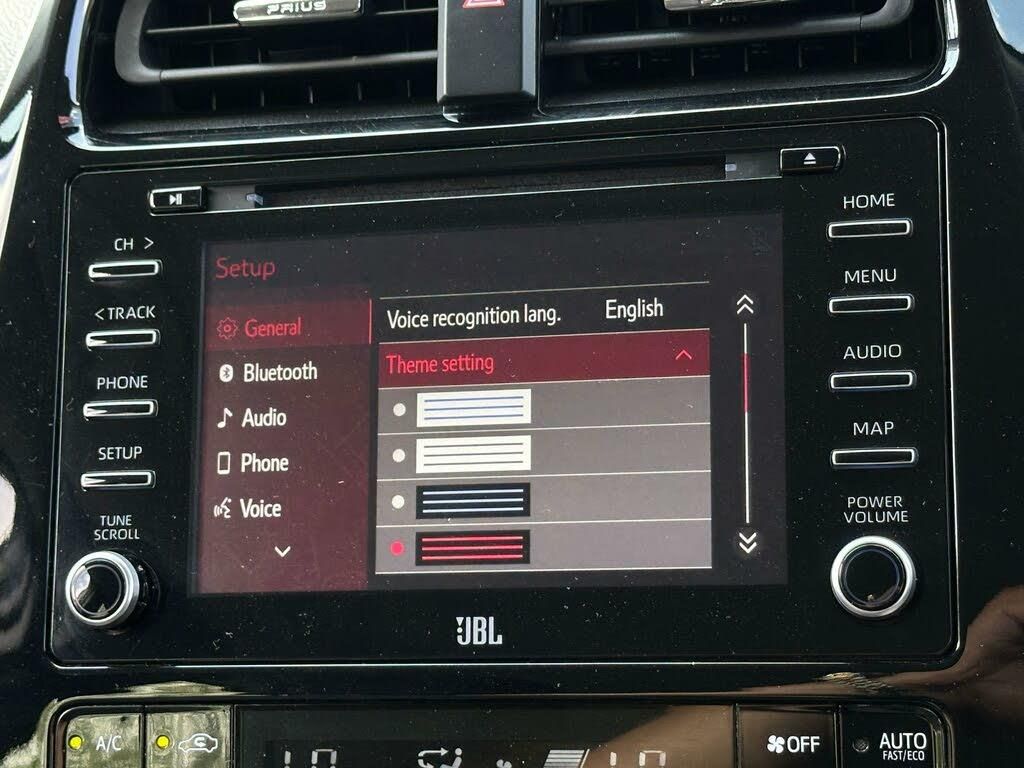 PRIUS
HOME
CH >
MENU
< TRACK
AUDIO
PHONE
MAP
SETUP
POWER
VOLUME
TUNE
SCROLL
Setup
General
Bluetooth
Audio
Phone
Voice
Voice recognition lang. English
Theme setting
JBL
A/C
OFF
AUTO
FAST/ECO